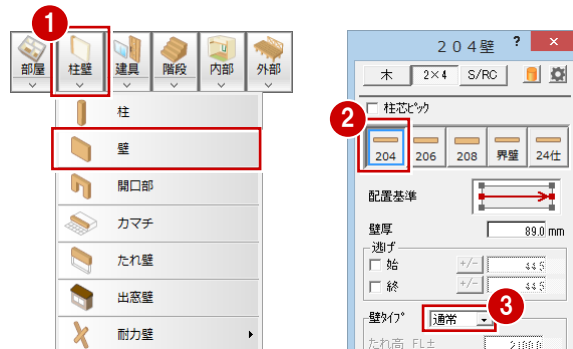 1
部屋 柱壁 建具 階段 内部 外部
柱
壁
開口部
カマチ
たれ壁
出窓壁
耐力壁
204壁 ? ×
木 2×4 S/RC
柱芯ピック
2
204 206 208 界壁 24仕
配置基準
壁厚 89.0 mm
逃げ
始 +/- 44.5
終 +/- 44.5
3
壁タイプ 通常
たれ高 FL± 2100.0